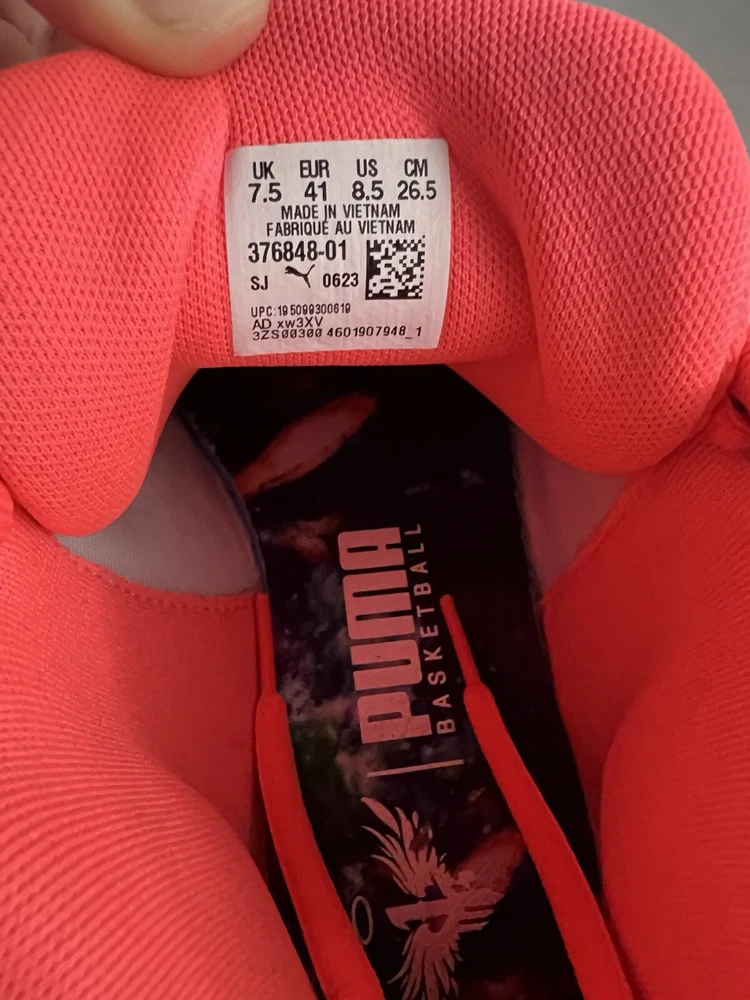 UK EUR US CM
7.5 41 8.5 26.5
MADE IN VIETNAM
FABRIQUÉ AU VIETNAM
376848-01
SJ 0623
UPC:195099300619
AD xw3XV
3ZS00300 4601907948_1
PUMA
BASKETBALL